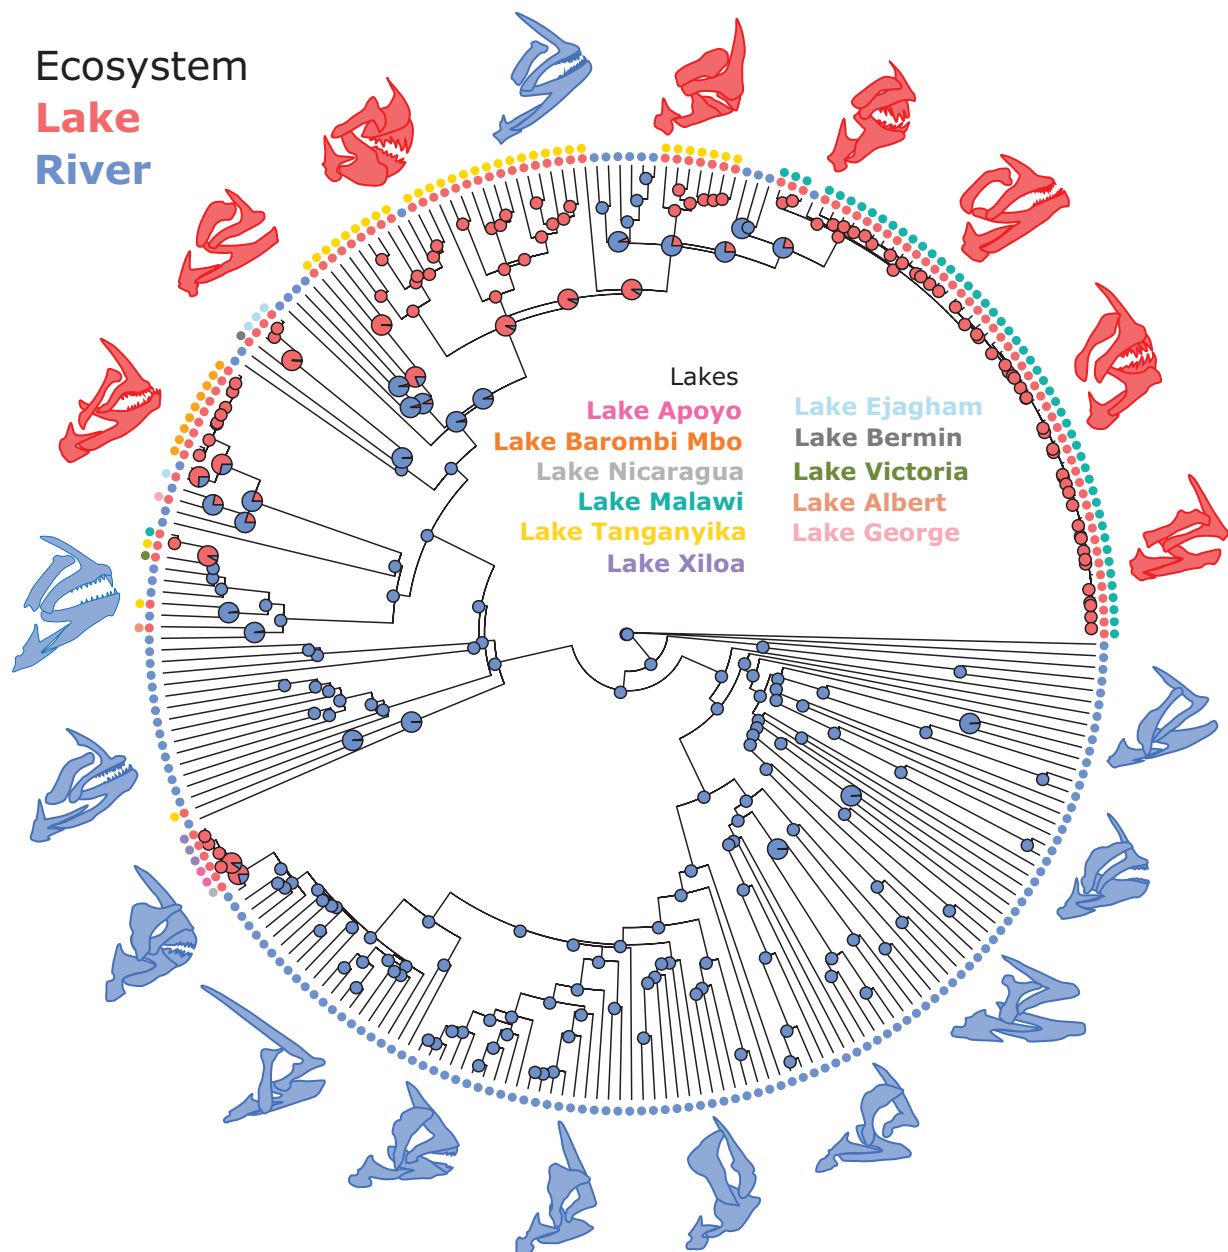 Ecosystem
Lake
River
Lakes
Lake Apoyo
Lake Barombi Mbo
Lake Nicaragua
Lake Malawi
Lake Tanganyika
Lake Xiloa
Lake Ejagham
Lake Bermin
Lake Victoria
Lake Albert
Lake George